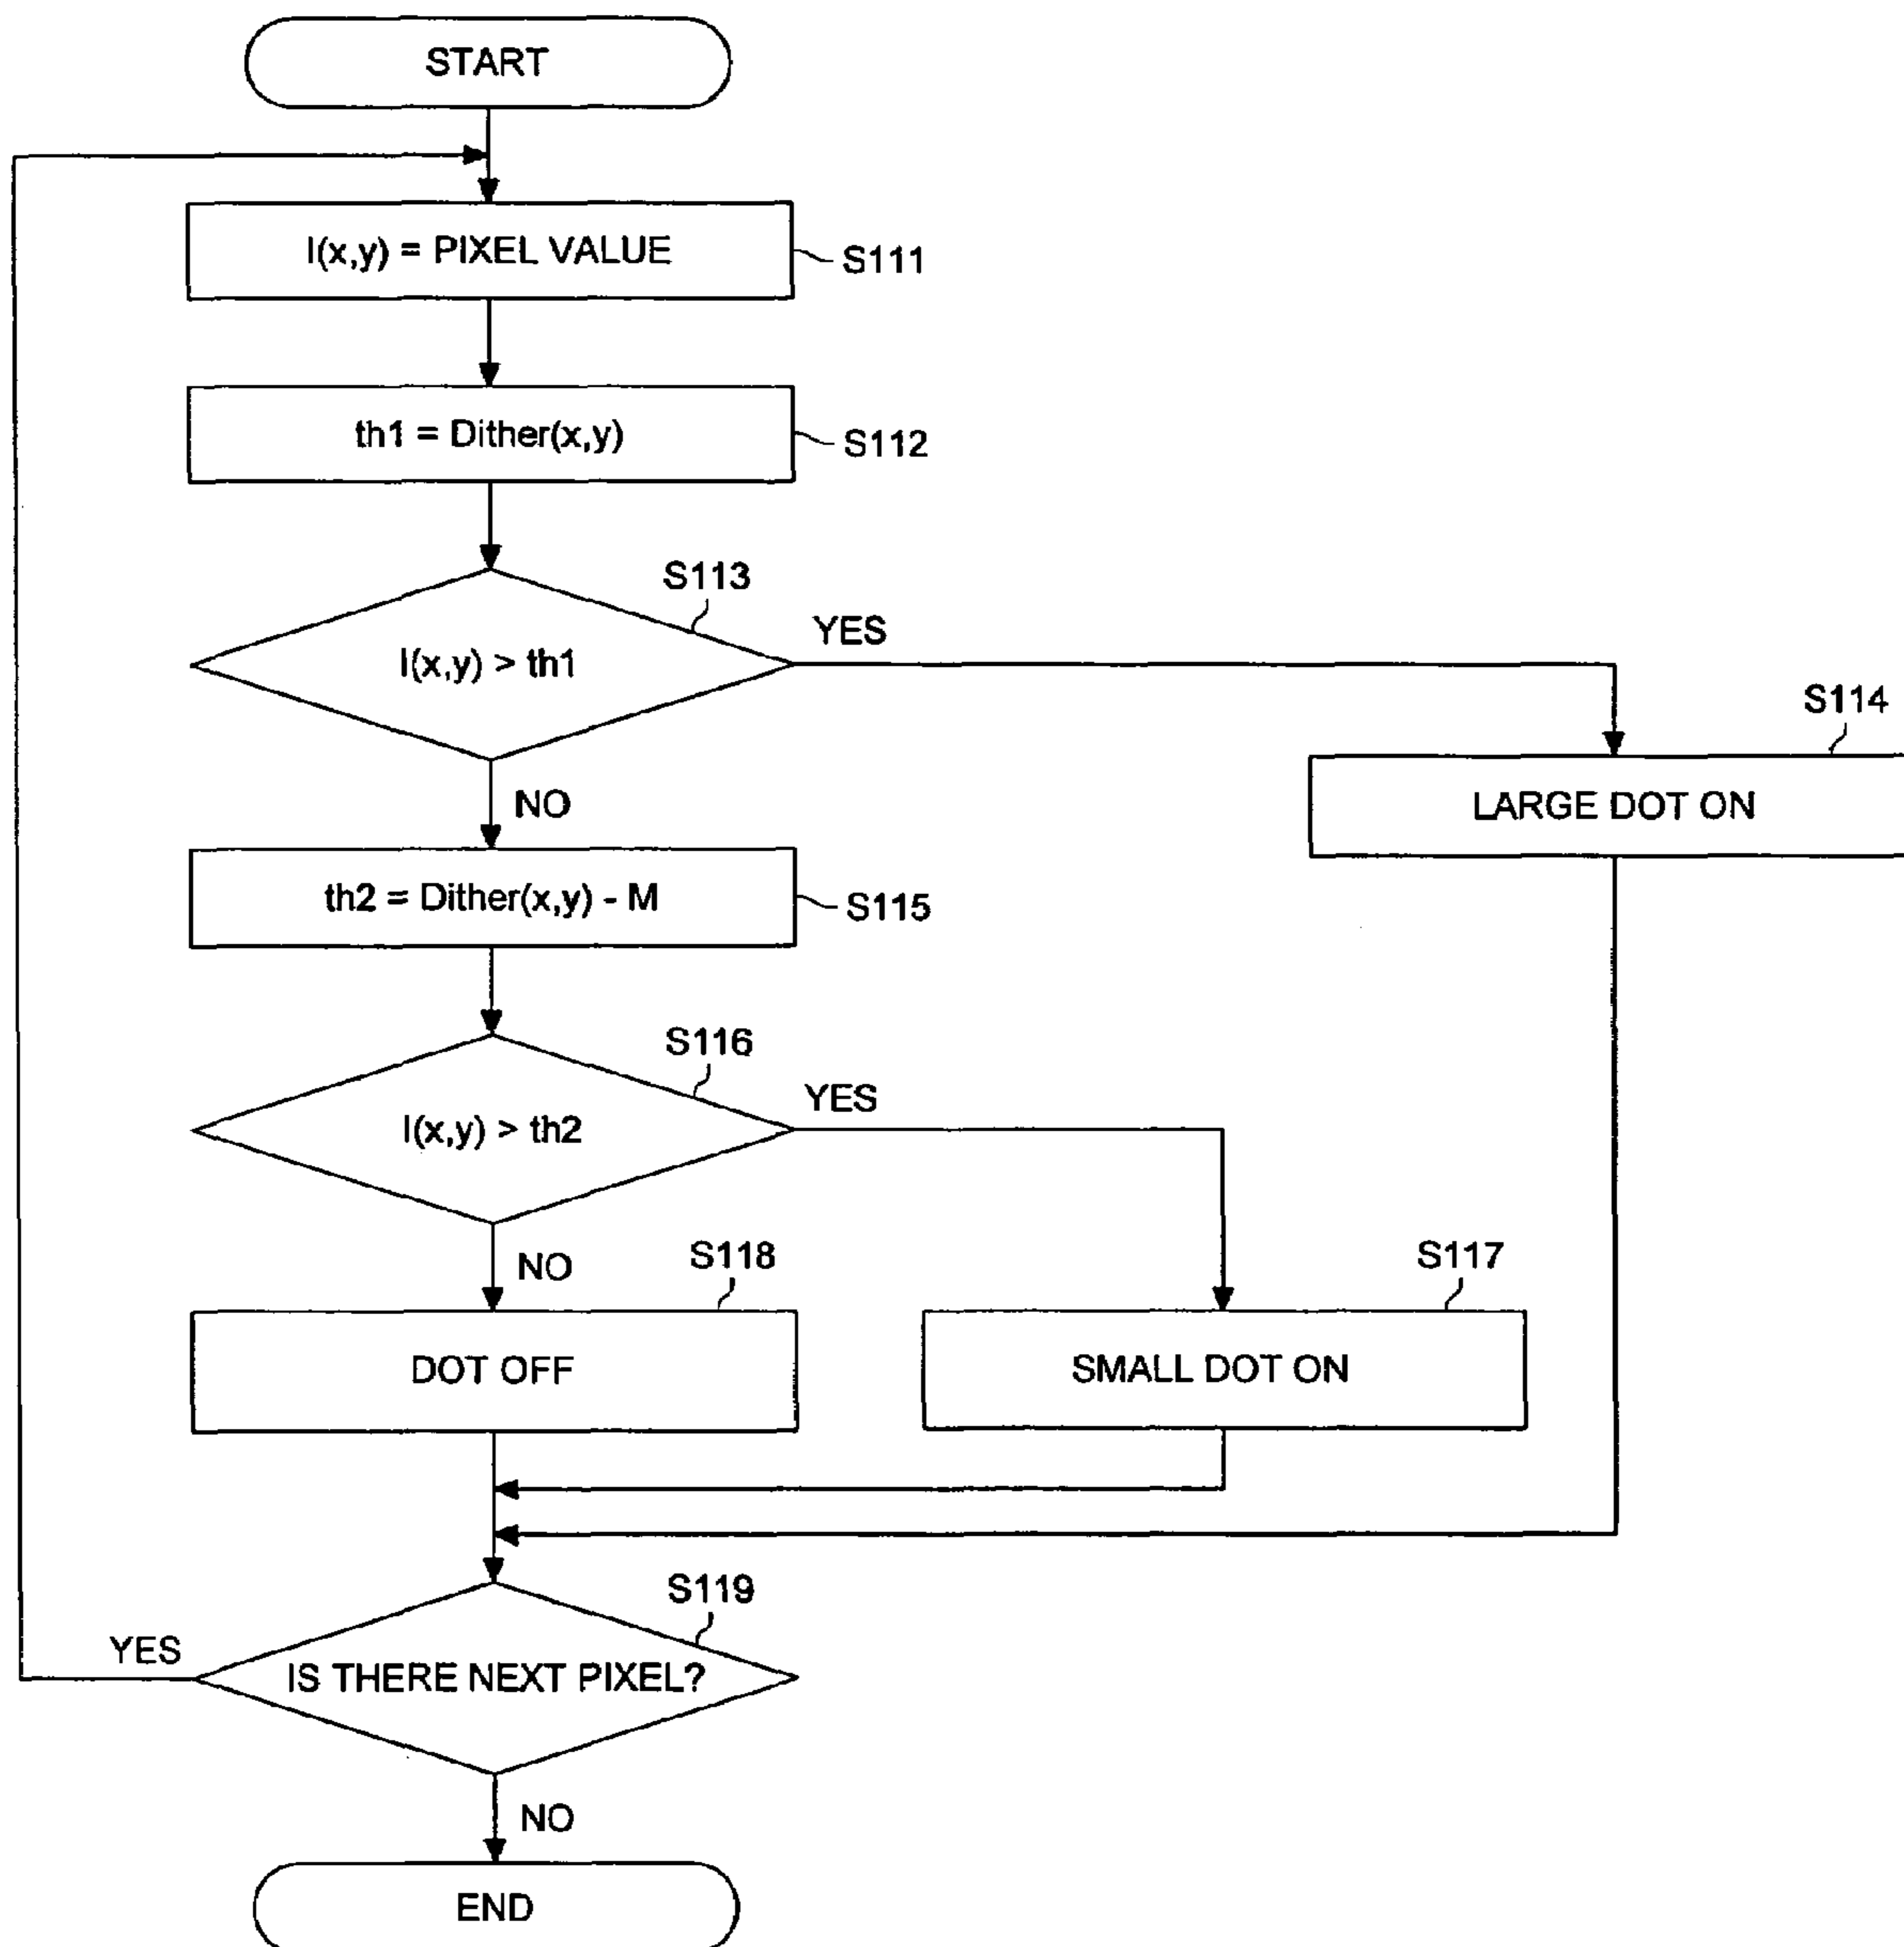 START
I(x,y) = PIXEL VALUE
S111
th1 = Dither(x,y)
S112
S113
I(x,y) > th1
YES
S114
LARGE DOT ON
NO
th2 = Dither(x,y) - M
S115
S116
I(x,y) > th2
YES
NO
S118
S117
DOT OFF
SMALL DOT ON
S119
YES
IS THERE NEXT PIXEL?
NO
END